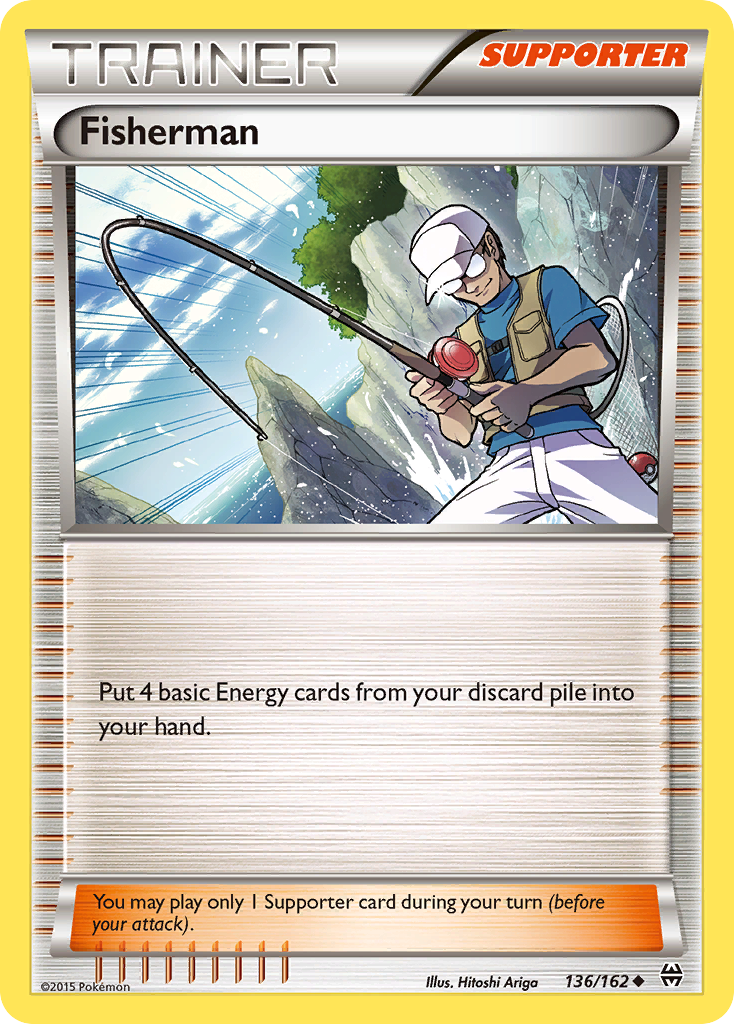 TRAINER
SUPPORTER
Fisherman
Put 4 basic Energy cards from your discard pile into
your hand.
You may play only 1 Supporter card during your turn (before
your attack).
©2015 Pokémon
Illus. Hitoshi Ariga
136/162